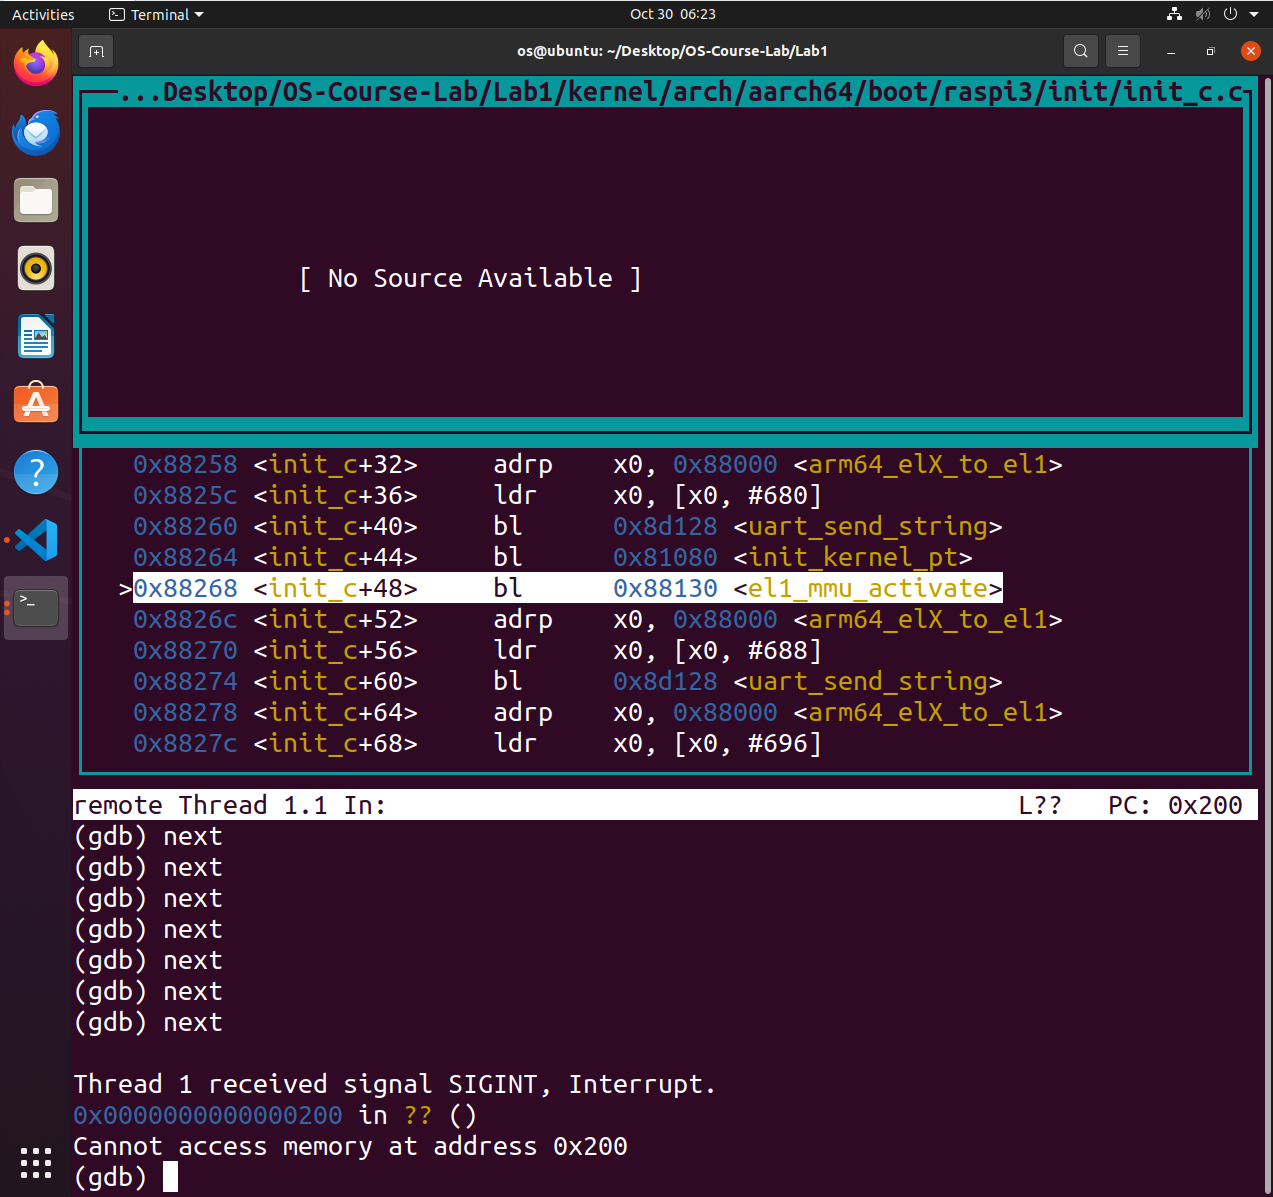 Activities Terminal Oct 30 06:23
os@ubuntu: ~/Desktop/OS-Course-Lab/Lab1
...Desktop/OS-Course-Lab/Lab1/kernel/arch/aarch64/boot/raspi3/init/init_c.c
[ No Source Available ]
0x88258 <init_c+32> adrp x0, 0x88000 <arm64_elX_to_el1>
0x8825c <init_c+36> ldr x0, [x0, #680]
0x88260 <init_c+40> bl 0x8d128 <uart_send_string>
0x88264 <init_c+44> bl 0x81080 <init_kernel_pt>
>0x88268 <init_c+48> bl 0x88130 <el1_mmu_activate>
0x8826c <init_c+52> adrp x0, 0x88000 <arm64_elX_to_el1>
0x88270 <init_c+56> ldr x0, [x0, #688]
0x88274 <init_c+60> bl 0x8d128 <uart_send_string>
0x88278 <init_c+64> adrp x0, 0x88000 <arm64_elX_to_el1>
0x8827c <init_c+68> ldr x0, [x0, #696]
remote Thread 1.1 In: L?? PC: 0x200
(gdb) next
(gdb) next
(gdb) next
(gdb) next
(gdb) next
(gdb) next
(gdb) next
Thread 1 received signal SIGINT, Interrupt.
0x0000000000000200 in ?? ()
Cannot access memory at address 0x200
(gdb)